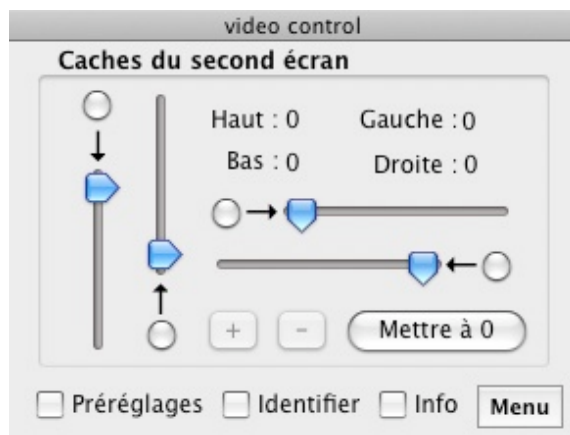 video control
Caches du second écran
Haut : 0 Gauche : 0
Bas : 0 Droite : 0
+ - Mettre à 0
Préréglages Identifier Info Menu